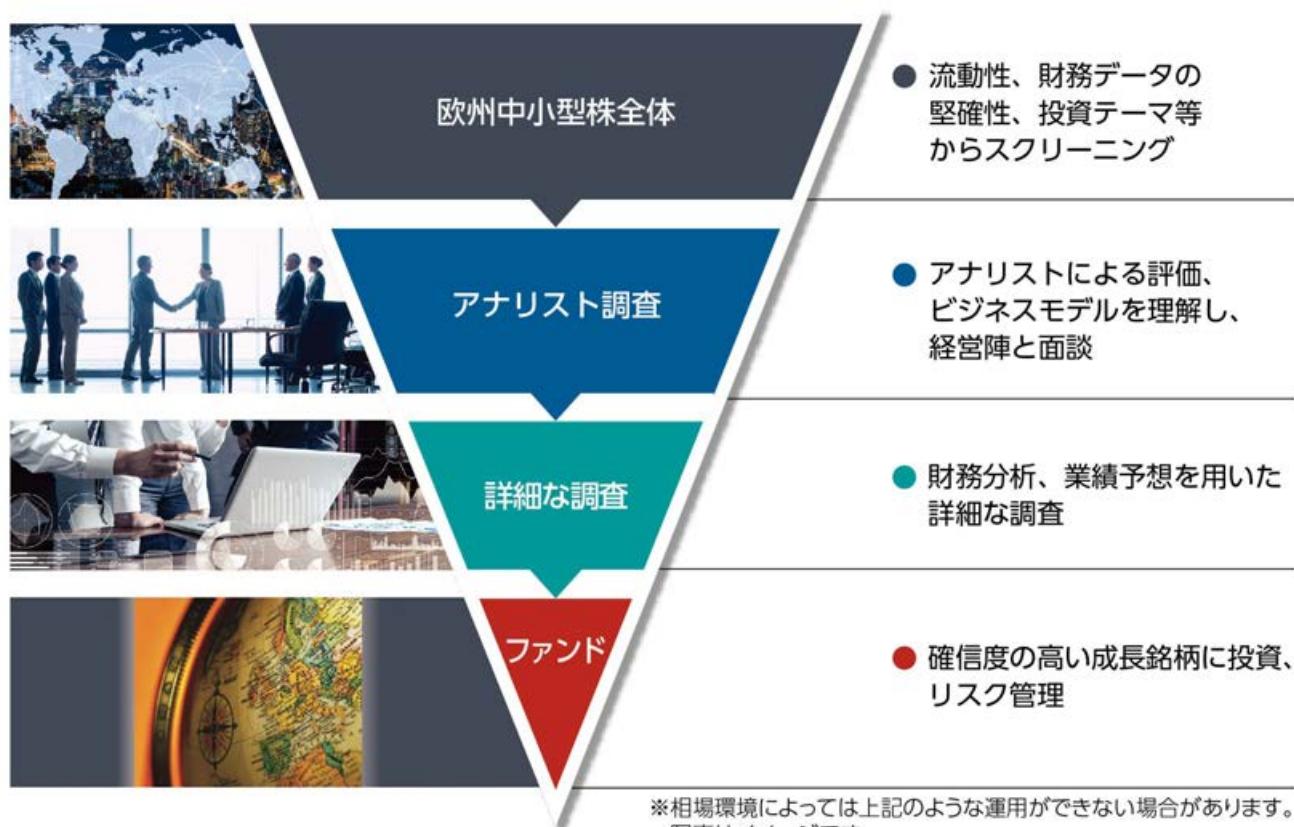 欧州中小型株全体
● 流動性、財務データの
堅確性、投資テーマ等
からスクリーニング
アナリスト調査
● アナリストによる評価、
ビジネスモデルを理解し、
経営陣と面談
詳細な調査
● 財務分析、業績予想を用いた
詳細な調査
ファンド
● 確信度の高い成長銘柄に投資、
リスク管理
※相場環境によっては上記のような運用ができない場合があります。